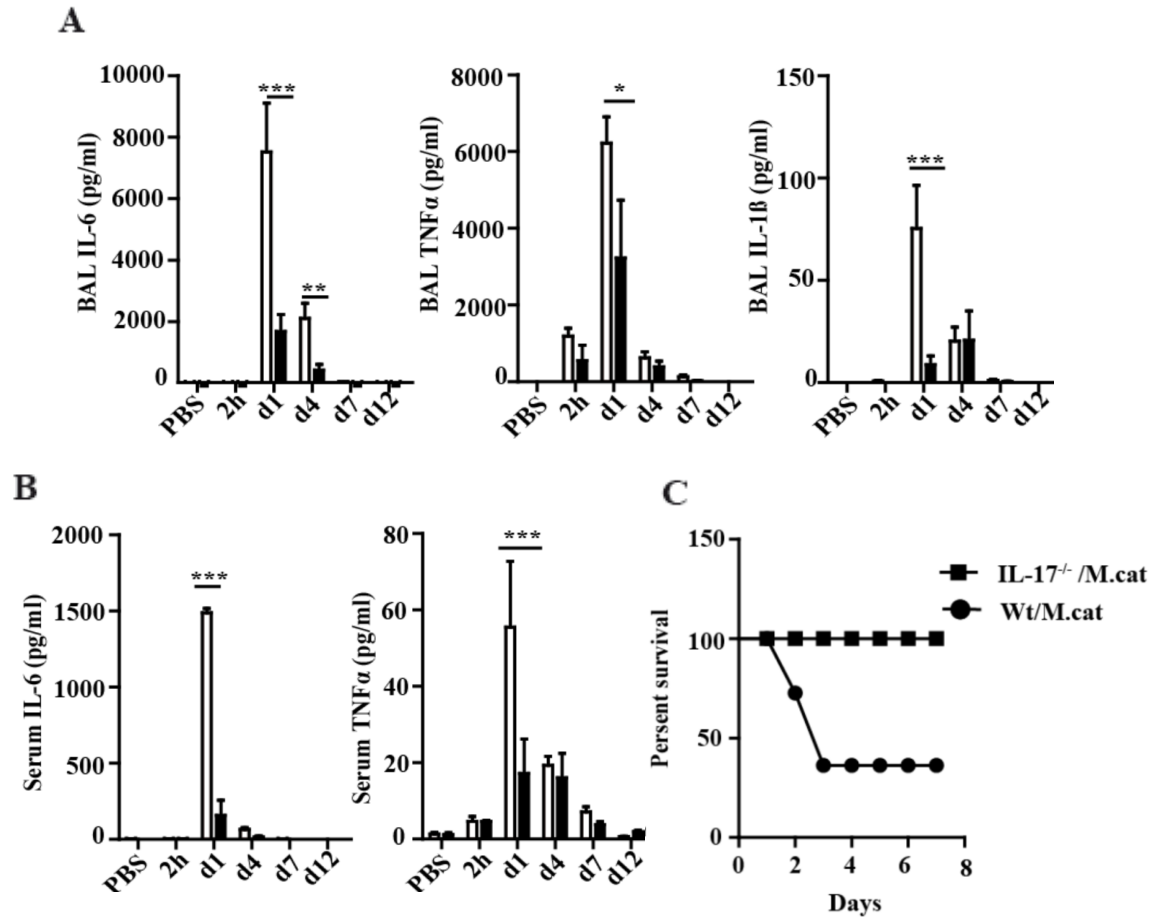 A
BAL IL-6 (pg/ml)
10000
8000
6000
4000
2000
0
***
**
PBS 2h d1 d4 d7 d12
BAL TNFα (pg/ml)
8000
6000
4000
2000
0
*
PBS 2h d1 d4 d7 d12
BAL IL-1ß (pg/ml)
150
100
50
0
***
PBS 2h d1 d4 d7 d12
B
Serum IL-6 (pg/ml)
2000
1500
1000
500
0
***
PBS 2h d1 d4 d7 d12
Serum TNFα (pg/ml)
80
60
40
20
0
***
PBS 2h d1 d4 d7 d12
C
Persent survival
150
100
50
0
0 2 4 6 8
Days
IL-17-/- /M.cat
Wt/M.cat